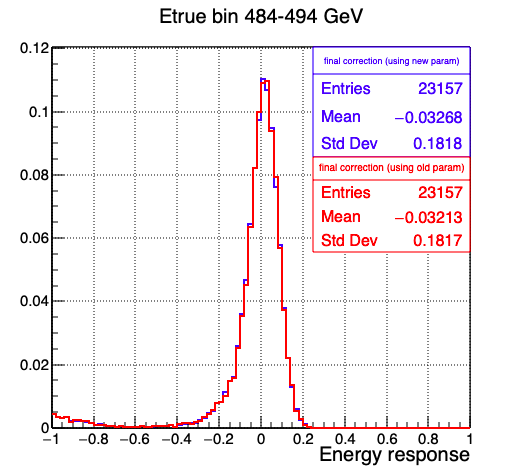 Etrue bin 484-494 GeV
final correction (using new param)
Entries 23157
Mean −0.03268
Std Dev 0.1818
final correction (using old param)
Entries 23157
Mean −0.03213
Std Dev 0.1817
0.12
0.1
0.08
0.06
0.04
0.02
0
−1 −0.8 −0.6 −0.4 −0.2 0 0.2 0.4 0.6 0.8 1
Energy response